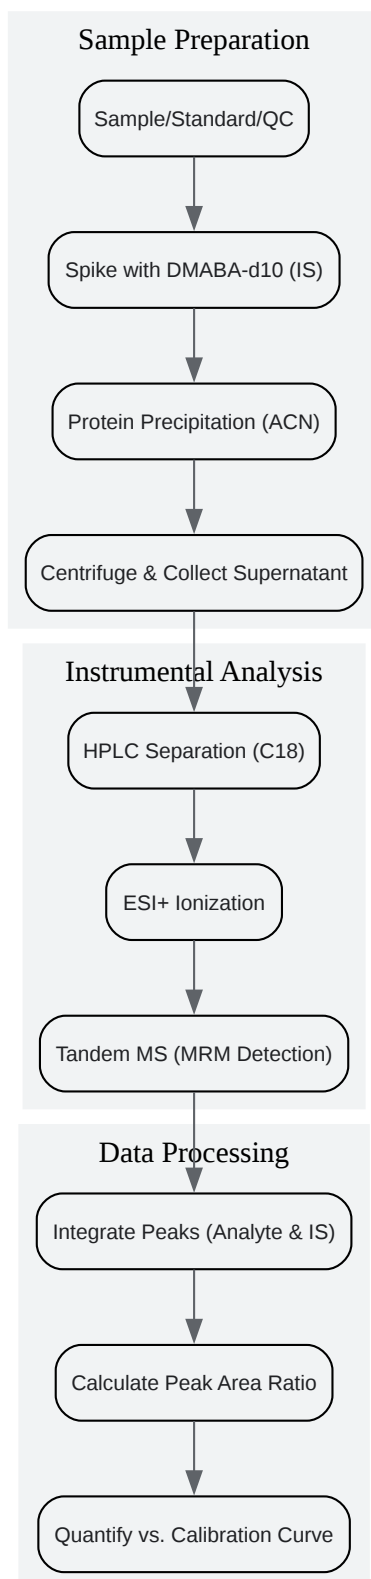 Sample Preparation
Sample/Standard/QC
Spike with DMABA-d10 (IS)
Protein Precipitation (ACN)
Centrifuge & Collect Supernatant
Instrumental Analysis
HPLC Separation (C18)
ESI+ Ionization
Tandem MS (MRM Detection)
Data Processing
Integrate Peaks (Analyte & IS)
Calculate Peak Area Ratio
Quantify vs. Calibration Curve